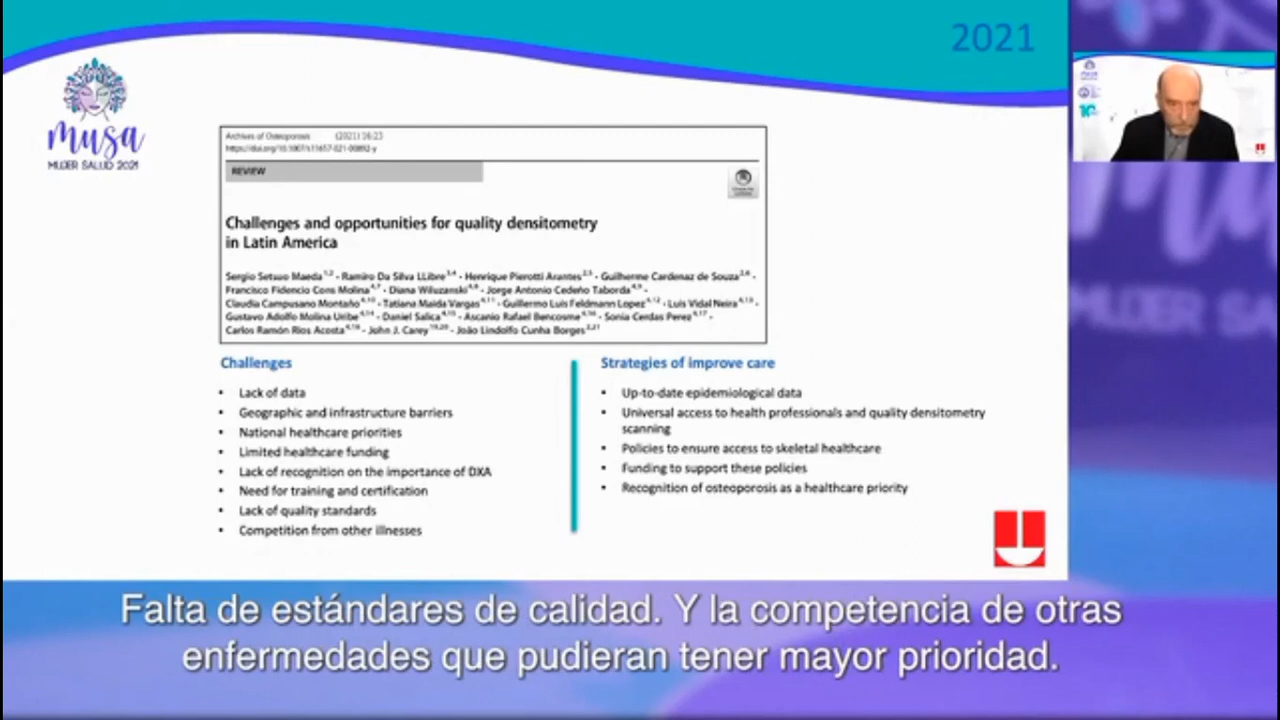 2021
musa
MUJER SALUD 2021
Archives of Osteoporosis (2021) 16:23
https://doi.org/10.1007/s11657-021-00892-y
REVIEW
Challenges and opportunities for quality densitometry
in Latin America
Sergio Setsuo Maeda 1,2 · Ramiro Da Silva LLibre 3,4 · Henrique Pierotti Arantes 2,5 · Guilherme Cardenaz de Souza 2,6 ·
Francisco Fidencio Cons Molina 4,7 · Diana Wiluzanski 4,8 · Jorge Antonio Cedeño Taborda 4,9 ·
Claudia Campusano Montaño 4,10 · Tatiana Maida Vargas 4,11 · Guillermo Luis Feldmann Lopez 4,12 · Luis Vidal Neira 4,13 ·
Gustavo Adolfo Molina Uribe 4,14 · Daniel Salica 4,15 · Ascanio Rafael Bencosme 4,16 · Sonia Cerdas Perez 4,17 ·
Carlos Ramón Rios Acosta 4,18 · John J. Carey 19,20 · João Lindolfo Cunha Borges 2,21
Challenges
• Lack of data
• Geographic and infrastructure barriers
• National healthcare priorities
• Limited healthcare funding
• Lack of recognition on the importance of DXA
• Need for training and certification
• Lack of quality standards
• Competition from other illnesses
Strategies of improve care
• Up-to-date epidemiological data
• Universal access to health professionals and quality densitometry
scanning
• Policies to ensure access to skeletal healthcare
• Funding to support these policies
• Recognition of osteoporosis as a healthcare priority
Falta de estándares de calidad. Y la competencia de otras
enfermedades que pudieran tener mayor prioridad.